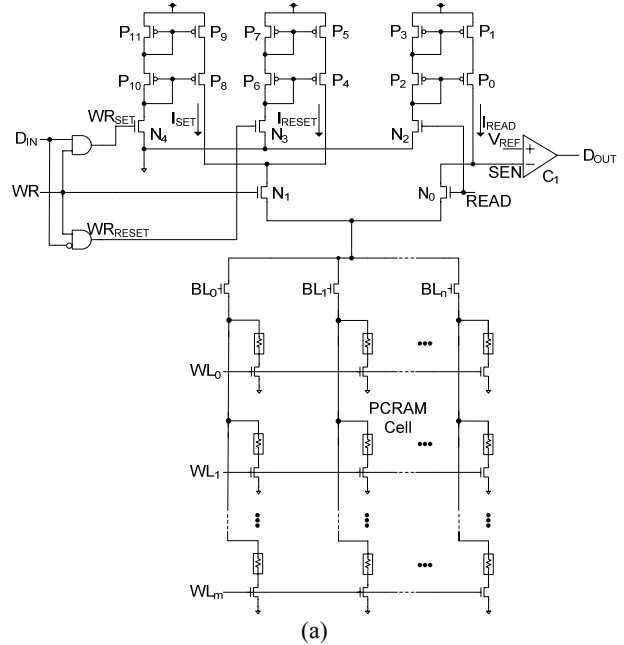 P11 P9 P7 P5 P3 P1
P10 P8 P6 P4 P2 P0
WRSET ISET IRESET IREAD
DIN N4 N3 N2 VREF
+
−
SEN C1 DOUT
WR N1 N0 READ
WRRESET
BL0 BL1 BLn
•••
WL0
PCRAM
Cell
•••
WL1
••• ••• •••
•••
WLm
(a)